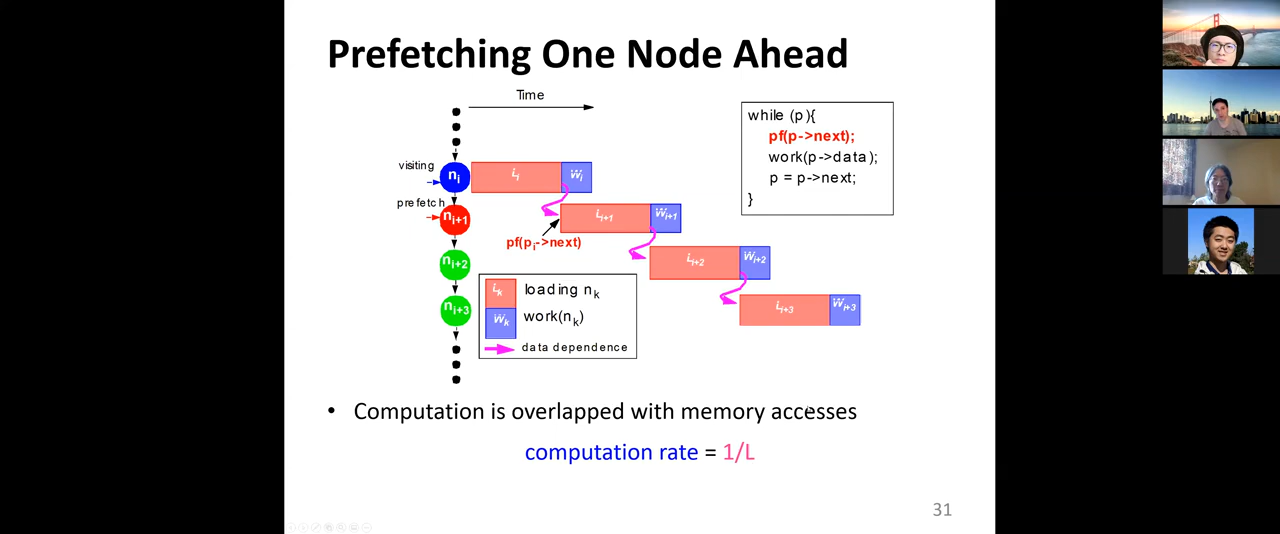 Prefetching One Node Ahead
Time
while (p){
pf(p->next);
work(p->data);
p = p->next;
}
visiting
n_i
L_i
W_i
prefetch
n_i+1
L_i+1
W_i+1
pf(p_i->next)
n_i+2
L_i+2
W_i+2
n_i+3
L_i+3
W_i+3
L_k loading n_k
W_k work(n_k)
data dependence
• Computation is overlapped with memory accesses
computation rate = 1/L
31